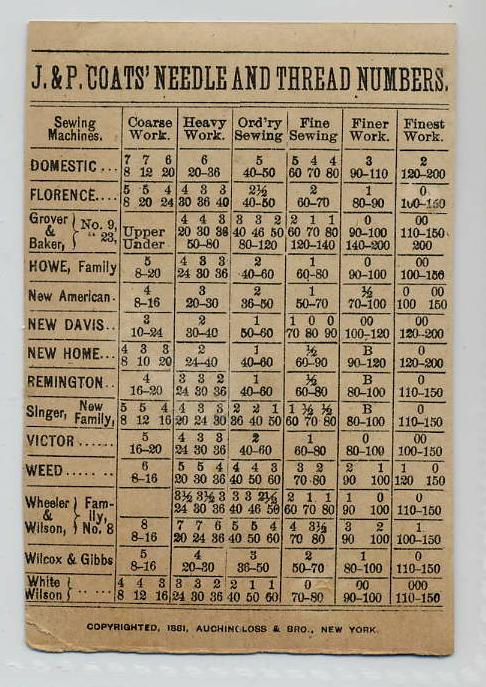 J. & P. COATS' NEEDLE AND THREAD NUMBERS.
Sewing Machines. Coarse Work. Heavy Work. Ord'ry Sewing Fine Sewing Finer Work. Finest Work.
DOMESTIC... 7 7 6 6 5 5 4 4 3 2
8 12 20 20-36 40-50 60 70 80 90-110 120-200
FLORENCE.... 5 5 4 4 3 3 2½ 2 1 0
8 20 24 30 36 40 40-50 60-70 80-90 100-150
Grover & Baker, { No. 9, 4 4 3 3 3 2 2 1 1 0 00
" 23, Upper 20 30 36 40 46 50 60 70 80 90-100 110-150
Under 50-80 80-120 120-140 140-200 200
HOWE, Family 5 4 3 3 2 1 0 00
8-20 24 30 36 40-60 60-80 90-100 100-150
New American. 4 3 2 1 ½ 0 00
8-16 20-30 36-50 50-70 70-100 100 150
NEW DAVIS.. 3 2 1 1 0 0 00 00
10-24 30-40 50-60 70 80 90 100-120 120-200
NEW HOME.. 4 3 3 2 1 ½ B 0
8 10 20 24-40 40-60 60-90 90-120 120-200
REMINGTON.. 4 3 3 2 1 ½ B 0
16-20 24 30 36 40-60 60-80 80-100 110-150
Singer, New Family, 5 5 4 4 3 3 2 2 1 1 ½ ½ B 0
8 12 16 20 24 30 36 40 50 60 70 80 80-100 110-150
VICTOR ...... 5 4 3 3 2 1 0 00
16-20 24 30 36 40-60 60-80 80-100 100-150
WEED...... 6 5 5 4 4 4 3 3 2 2 1 1 0
8-16 20 30 36 40 50 60 70 80 90 100 120 150
Wheeler & Wilson, } Family, No. 8 3½ 3½ 3 3 3 2½ 2 1 1 1 0 0
24 30 36 40 46 50 60 70 80 90 100 110-150
8 7 7 6 5 5 4 4 3½ 3 2 1
8-16 20 24 36 40 50 60 70 80 90 100 100-150
Wilcox & Gibbs 5 4 3 2 1 0
8-16 20-30 36-50 50-70 80-100 110-150
White Wilson } 4 4 3 3 3 2 2 1 1 0 00 000
8 12 16 24 30 36 40 50 60 70-80 90-100 110-150
COPYRIGHTED, 1881, AUCHINCLOSS & BRO., NEW YORK.